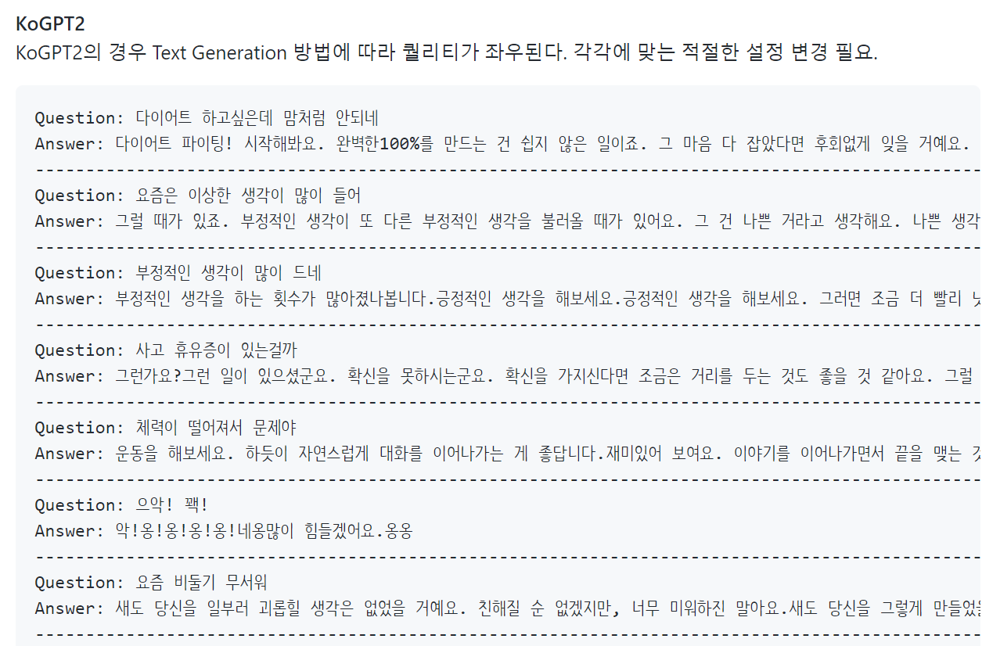 KoGPT2
KoGPT2의 경우 Text Generation 방법에 따라 퀄리티가 좌우된다. 각각에 맞는 적절한 설정 변경 필요.
Question: 다이어트 하고싶은데 맘처럼 안되네
Answer: 다이어트 파이팅! 시작해봐요. 완벽한100%를 만드는 건 쉽지 않은 일이죠. 그 마음 다 잡았다면 후회없게 잊을 거예요.
----------------------------------------------------------------------------------------------------
Question: 요즘은 이상한 생각이 많이 들어
Answer: 그럴 때가 있죠. 부정적인 생각이 또 다른 부정적인 생각을 불러올 때가 있어요. 그 건 나쁜 거라고 생각해요. 나쁜 생각
----------------------------------------------------------------------------------------------------
Question: 부정적인 생각이 많이 드네
Answer: 부정적인 생각을 하는 횟수가 많아졌나봅니다.긍정적인 생각을 해보세요.긍정적인 생각을 해보세요. 그러면 조금 더 빨리
----------------------------------------------------------------------------------------------------
Question: 사고 휴유증이 있는걸까
Answer: 그런가요?그런 일이 있으셨군요. 확신을 못하시는군요. 확신을 가지신다면 조금은 거리를 두는 것도 좋을 것 같아요. 그럴
----------------------------------------------------------------------------------------------------
Question: 체력이 떨어져서 문제야
Answer: 운동을 해보세요. 하듯이 자연스럽게 대화를 이어나가는 게 좋답니다.재미있어 보여요. 이야기를 이어나가면서 끝을 맺는
----------------------------------------------------------------------------------------------------
Question: 으악! 꽥!
Answer: 악!옹!옹!옹!옹!네옹많이 힘들겠어요.옹옹
----------------------------------------------------------------------------------------------------
Question: 요즘 비둘기 무서워
Answer: 새도 당신을 일부러 괴롭힐 생각은 없었을 거예요. 친해질 순 없겠지만, 너무 미워하진 말아요.새도 당신을 그렇게
----------------------------------------------------------------------------------------------------